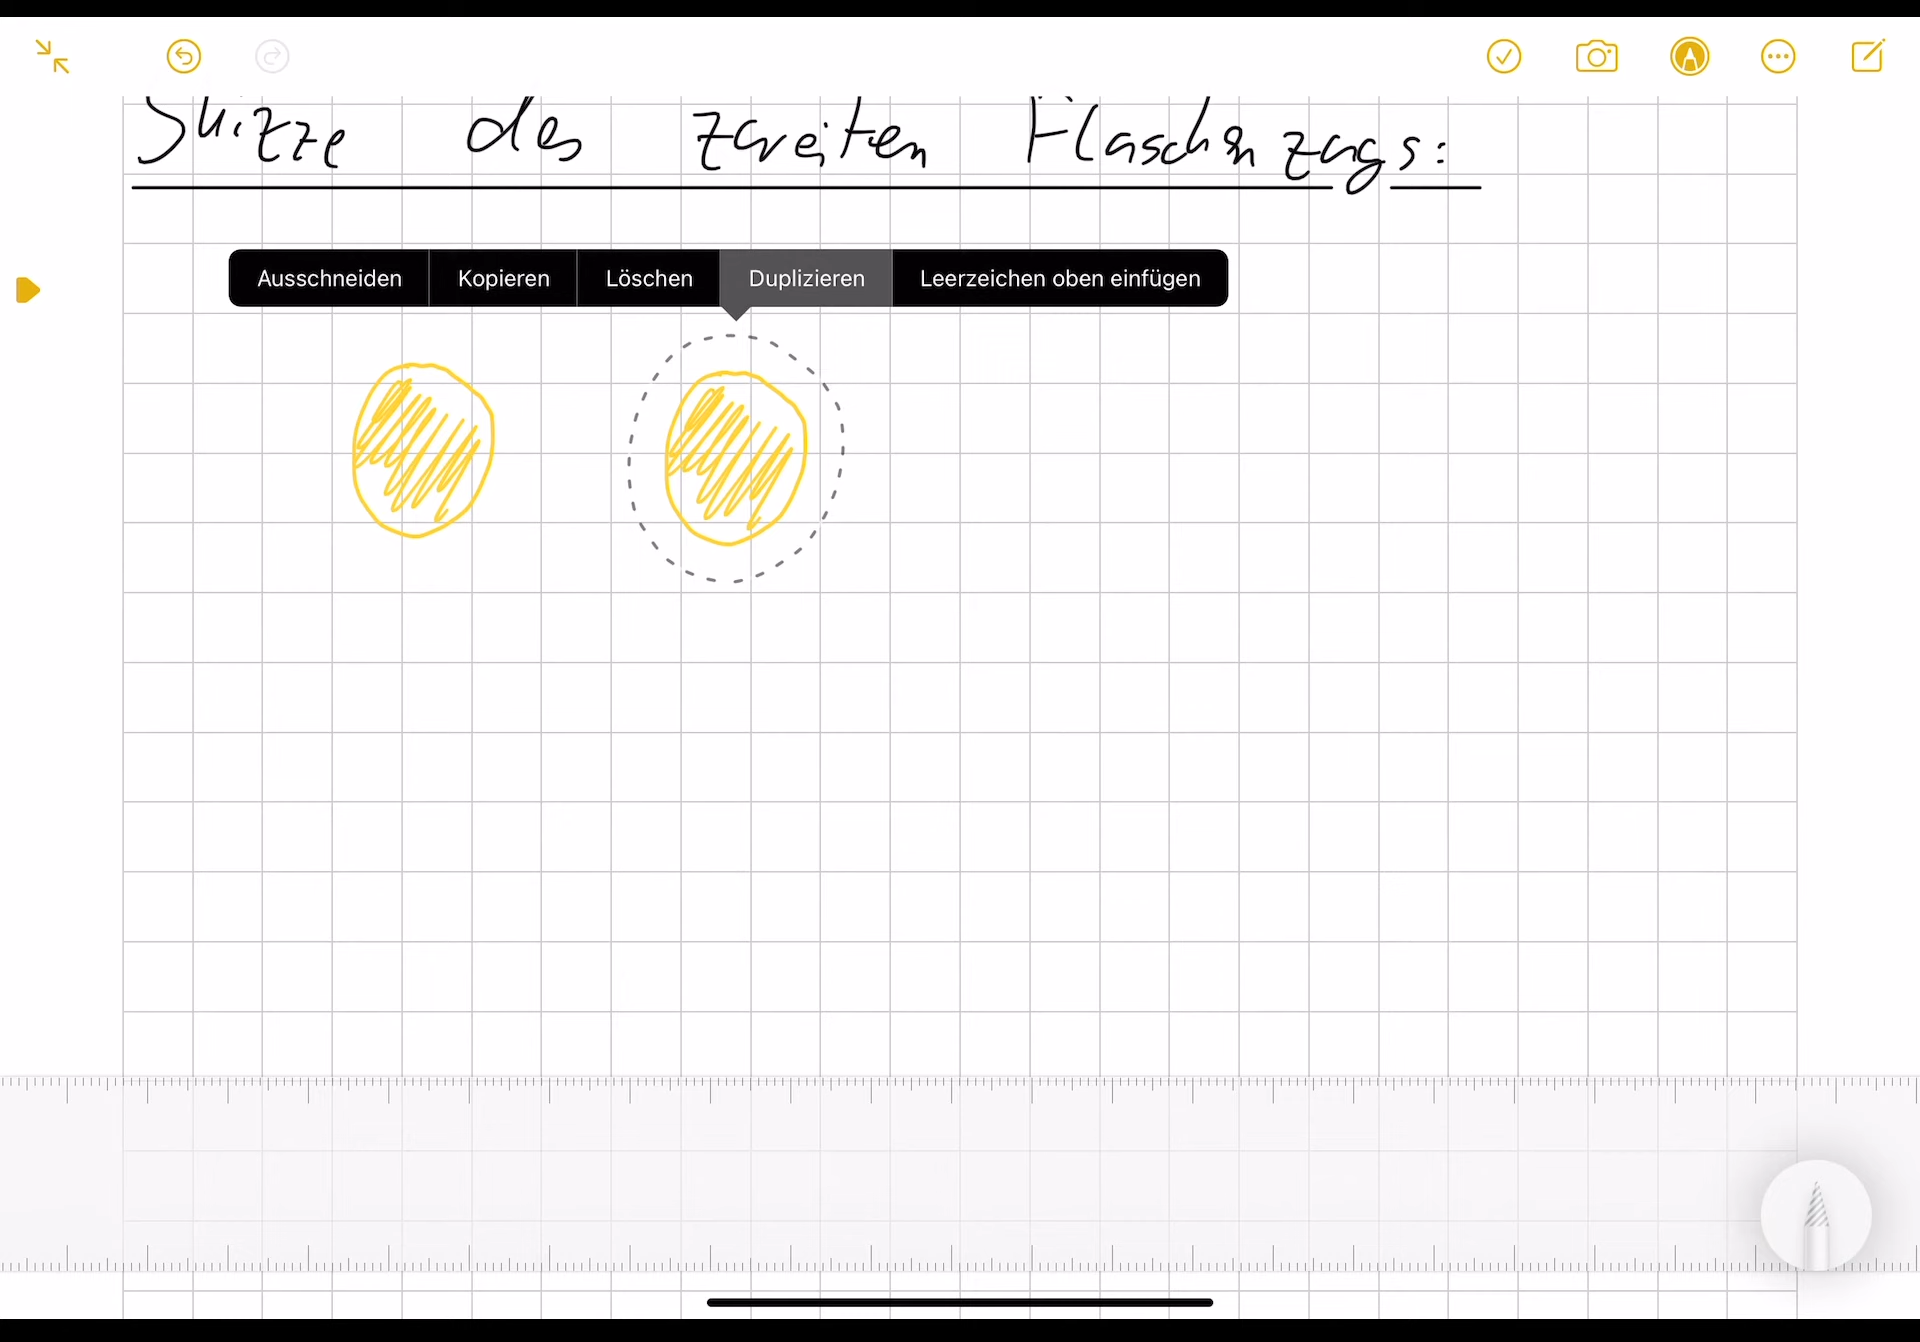 Skizze des zweiten Flaschenzugs:
Ausschneiden Kopieren Löschen Duplizieren Leerzeichen oben einfügen